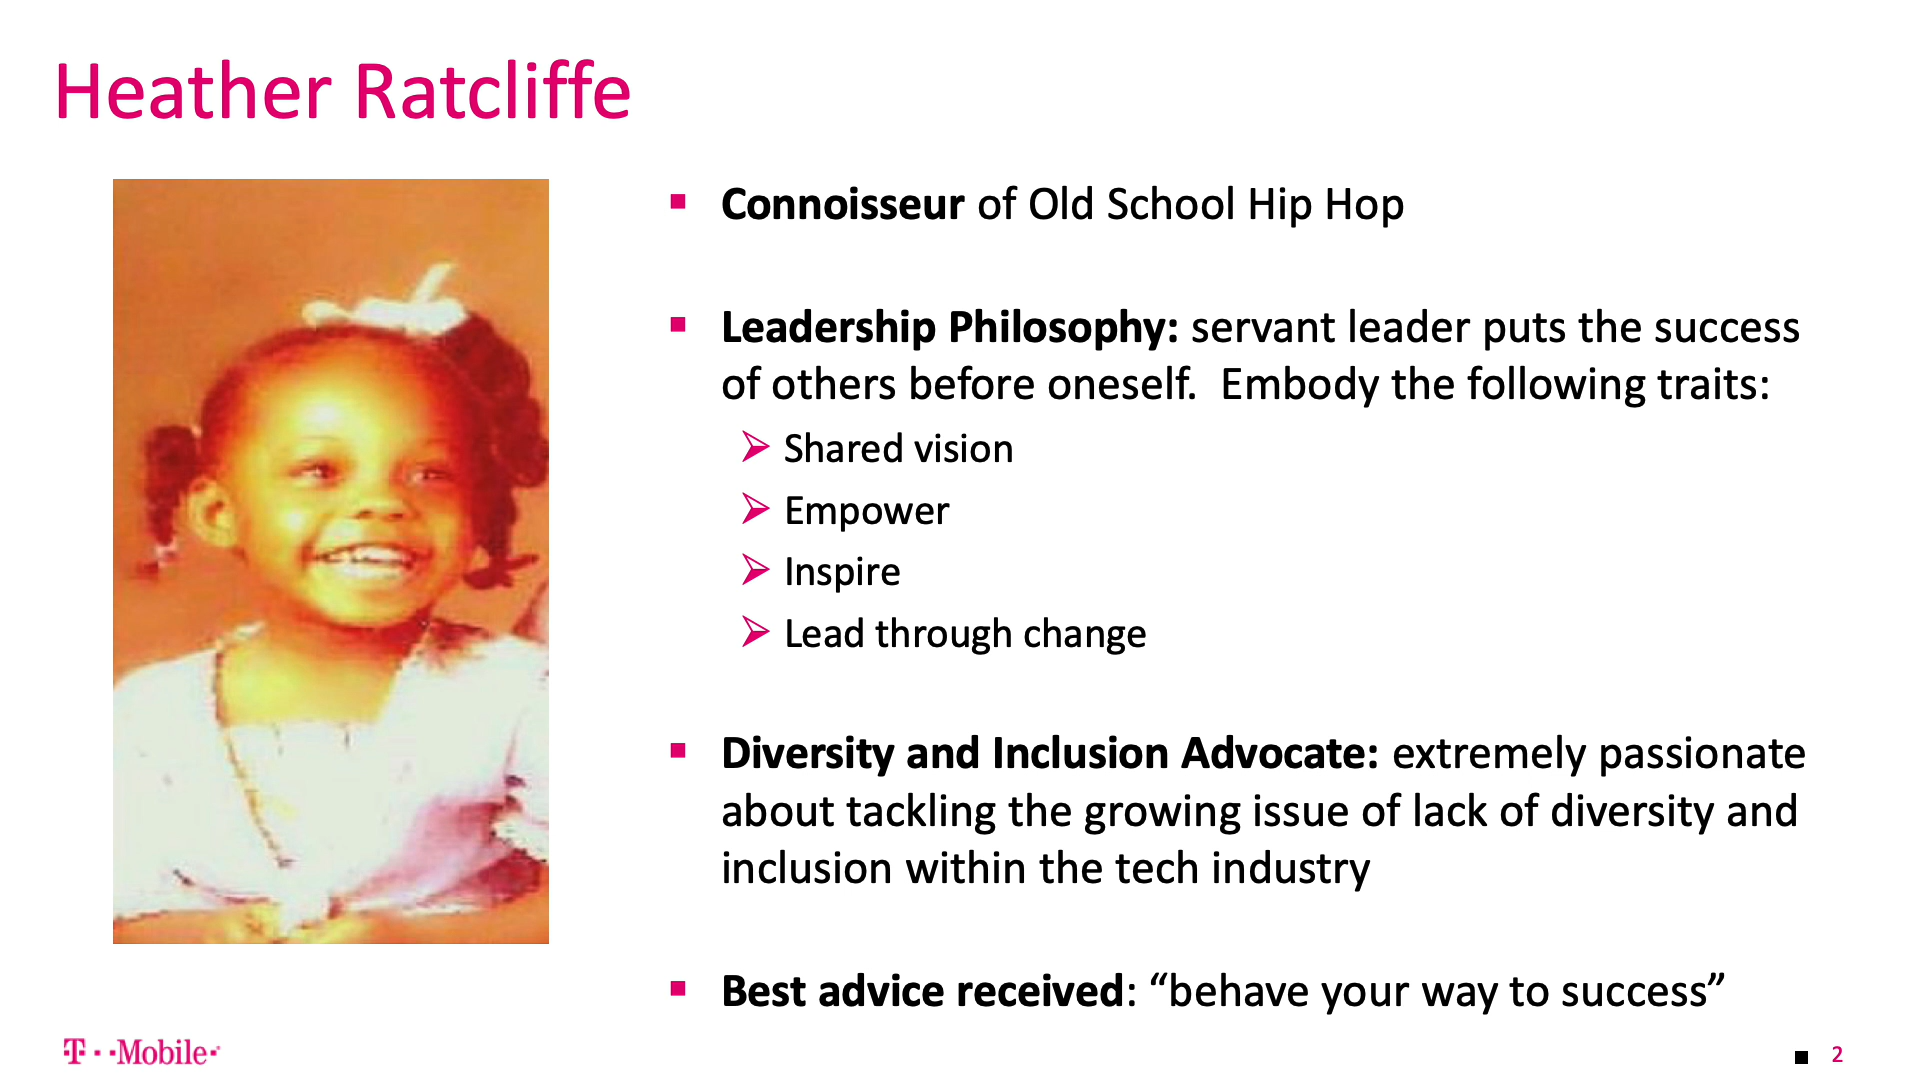 Heather Ratcliffe
Connoisseur of Old School Hip Hop
Leadership Philosophy: servant leader puts the success
of others before oneself.  Embody the following traits:
Shared vision
Empower
Inspire
Lead through change
Diversity and Inclusion Advocate: extremely passionate
about tackling the growing issue of lack of diversity and
inclusion within the tech industry
Best advice received: “behave your way to success”
T··Mobile·
2